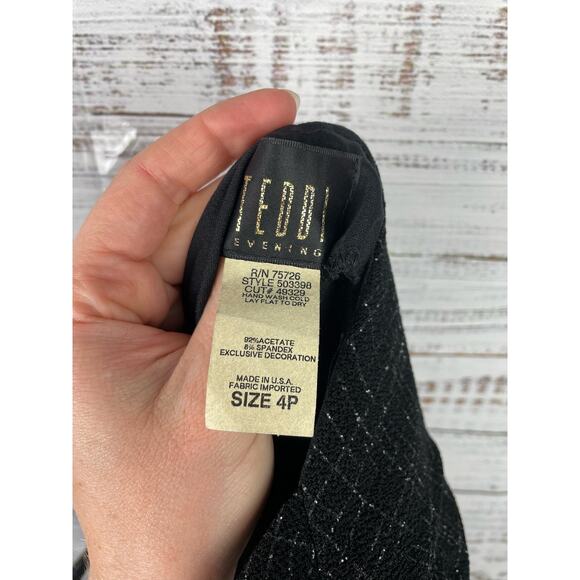 TEDDI
EVENING
R/N 75726
STYLE 503398
CUT# 49329
HAND WASH COLD
LAY FLAT TO DRY
92% ACETATE
8% SPANDEX
EXCLUSIVE DECORATION
MADE IN U.S.A.
FABRIC IMPORTED
SIZE 4P